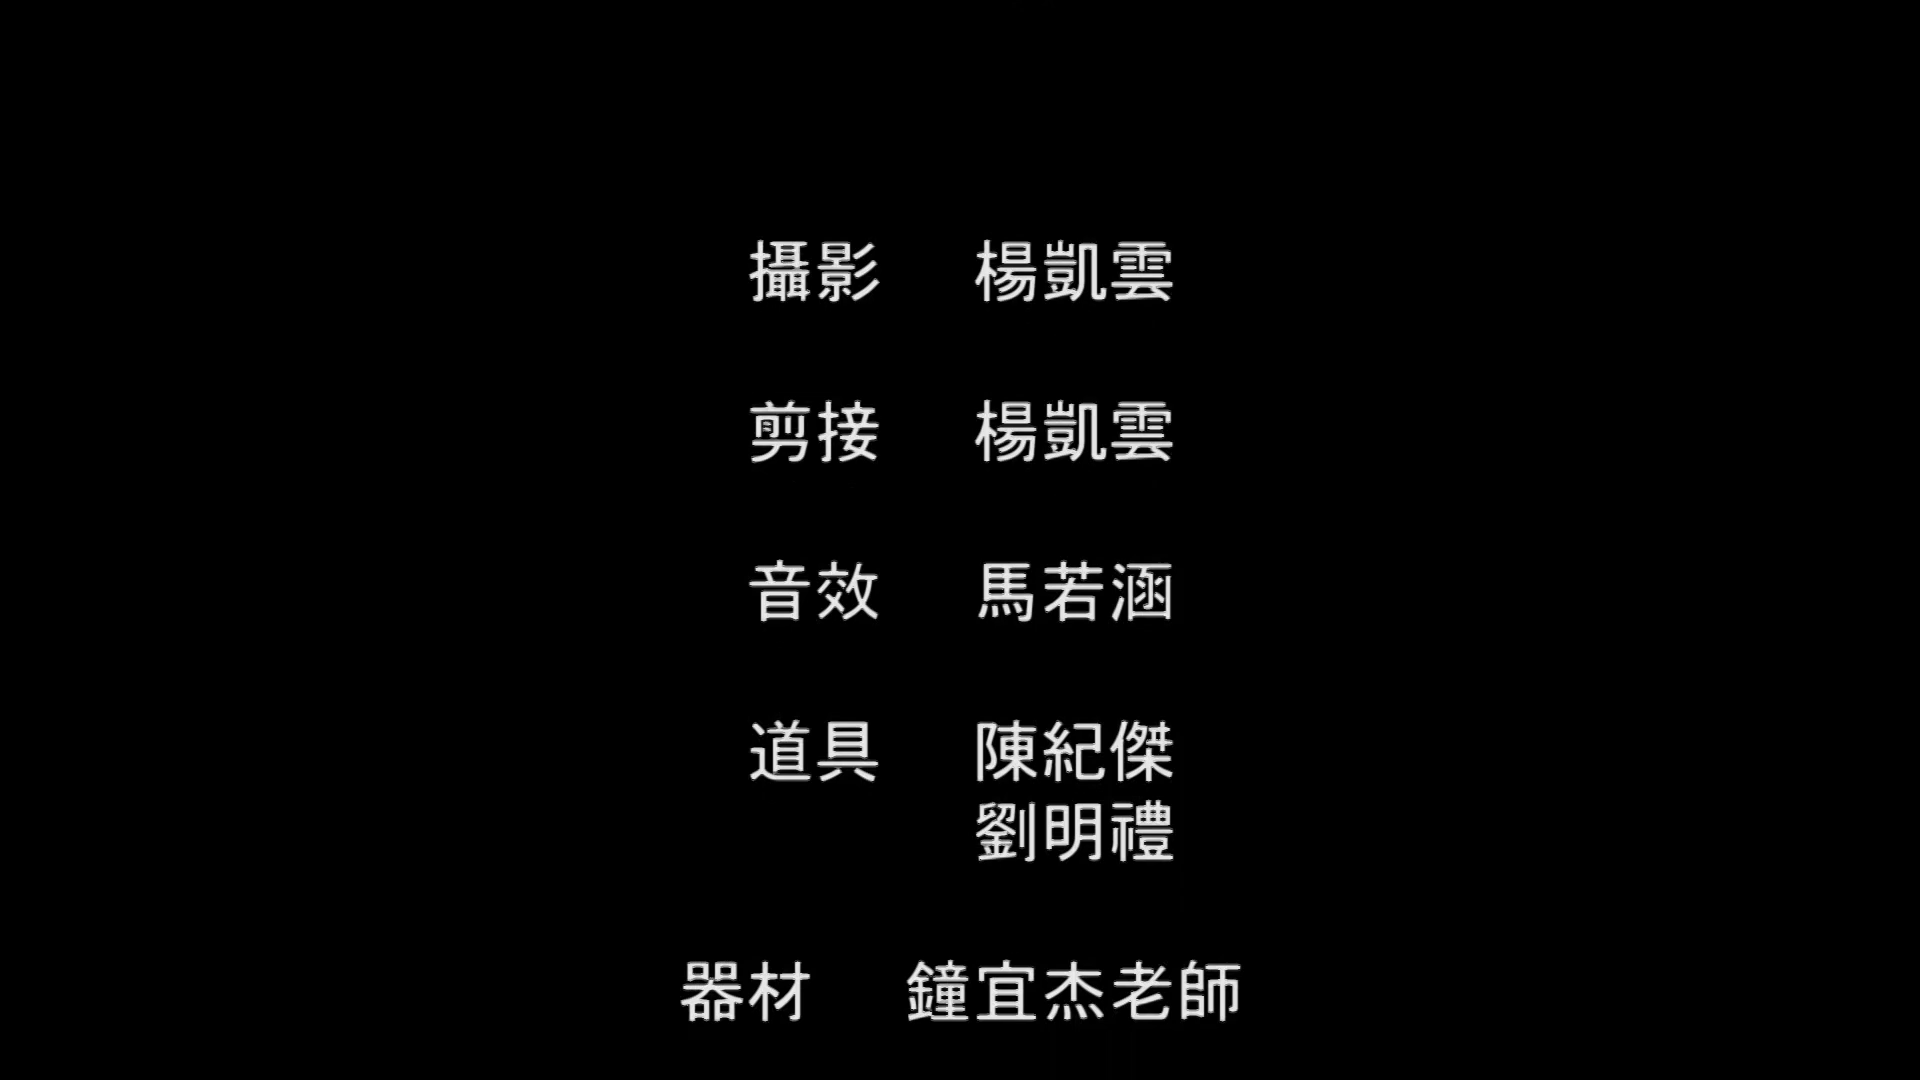 攝影 楊凱雲
剪接 楊凱雲
音效 馬若涵
道具 陳紀傑
劉明禮
器材 鐘宜杰老師